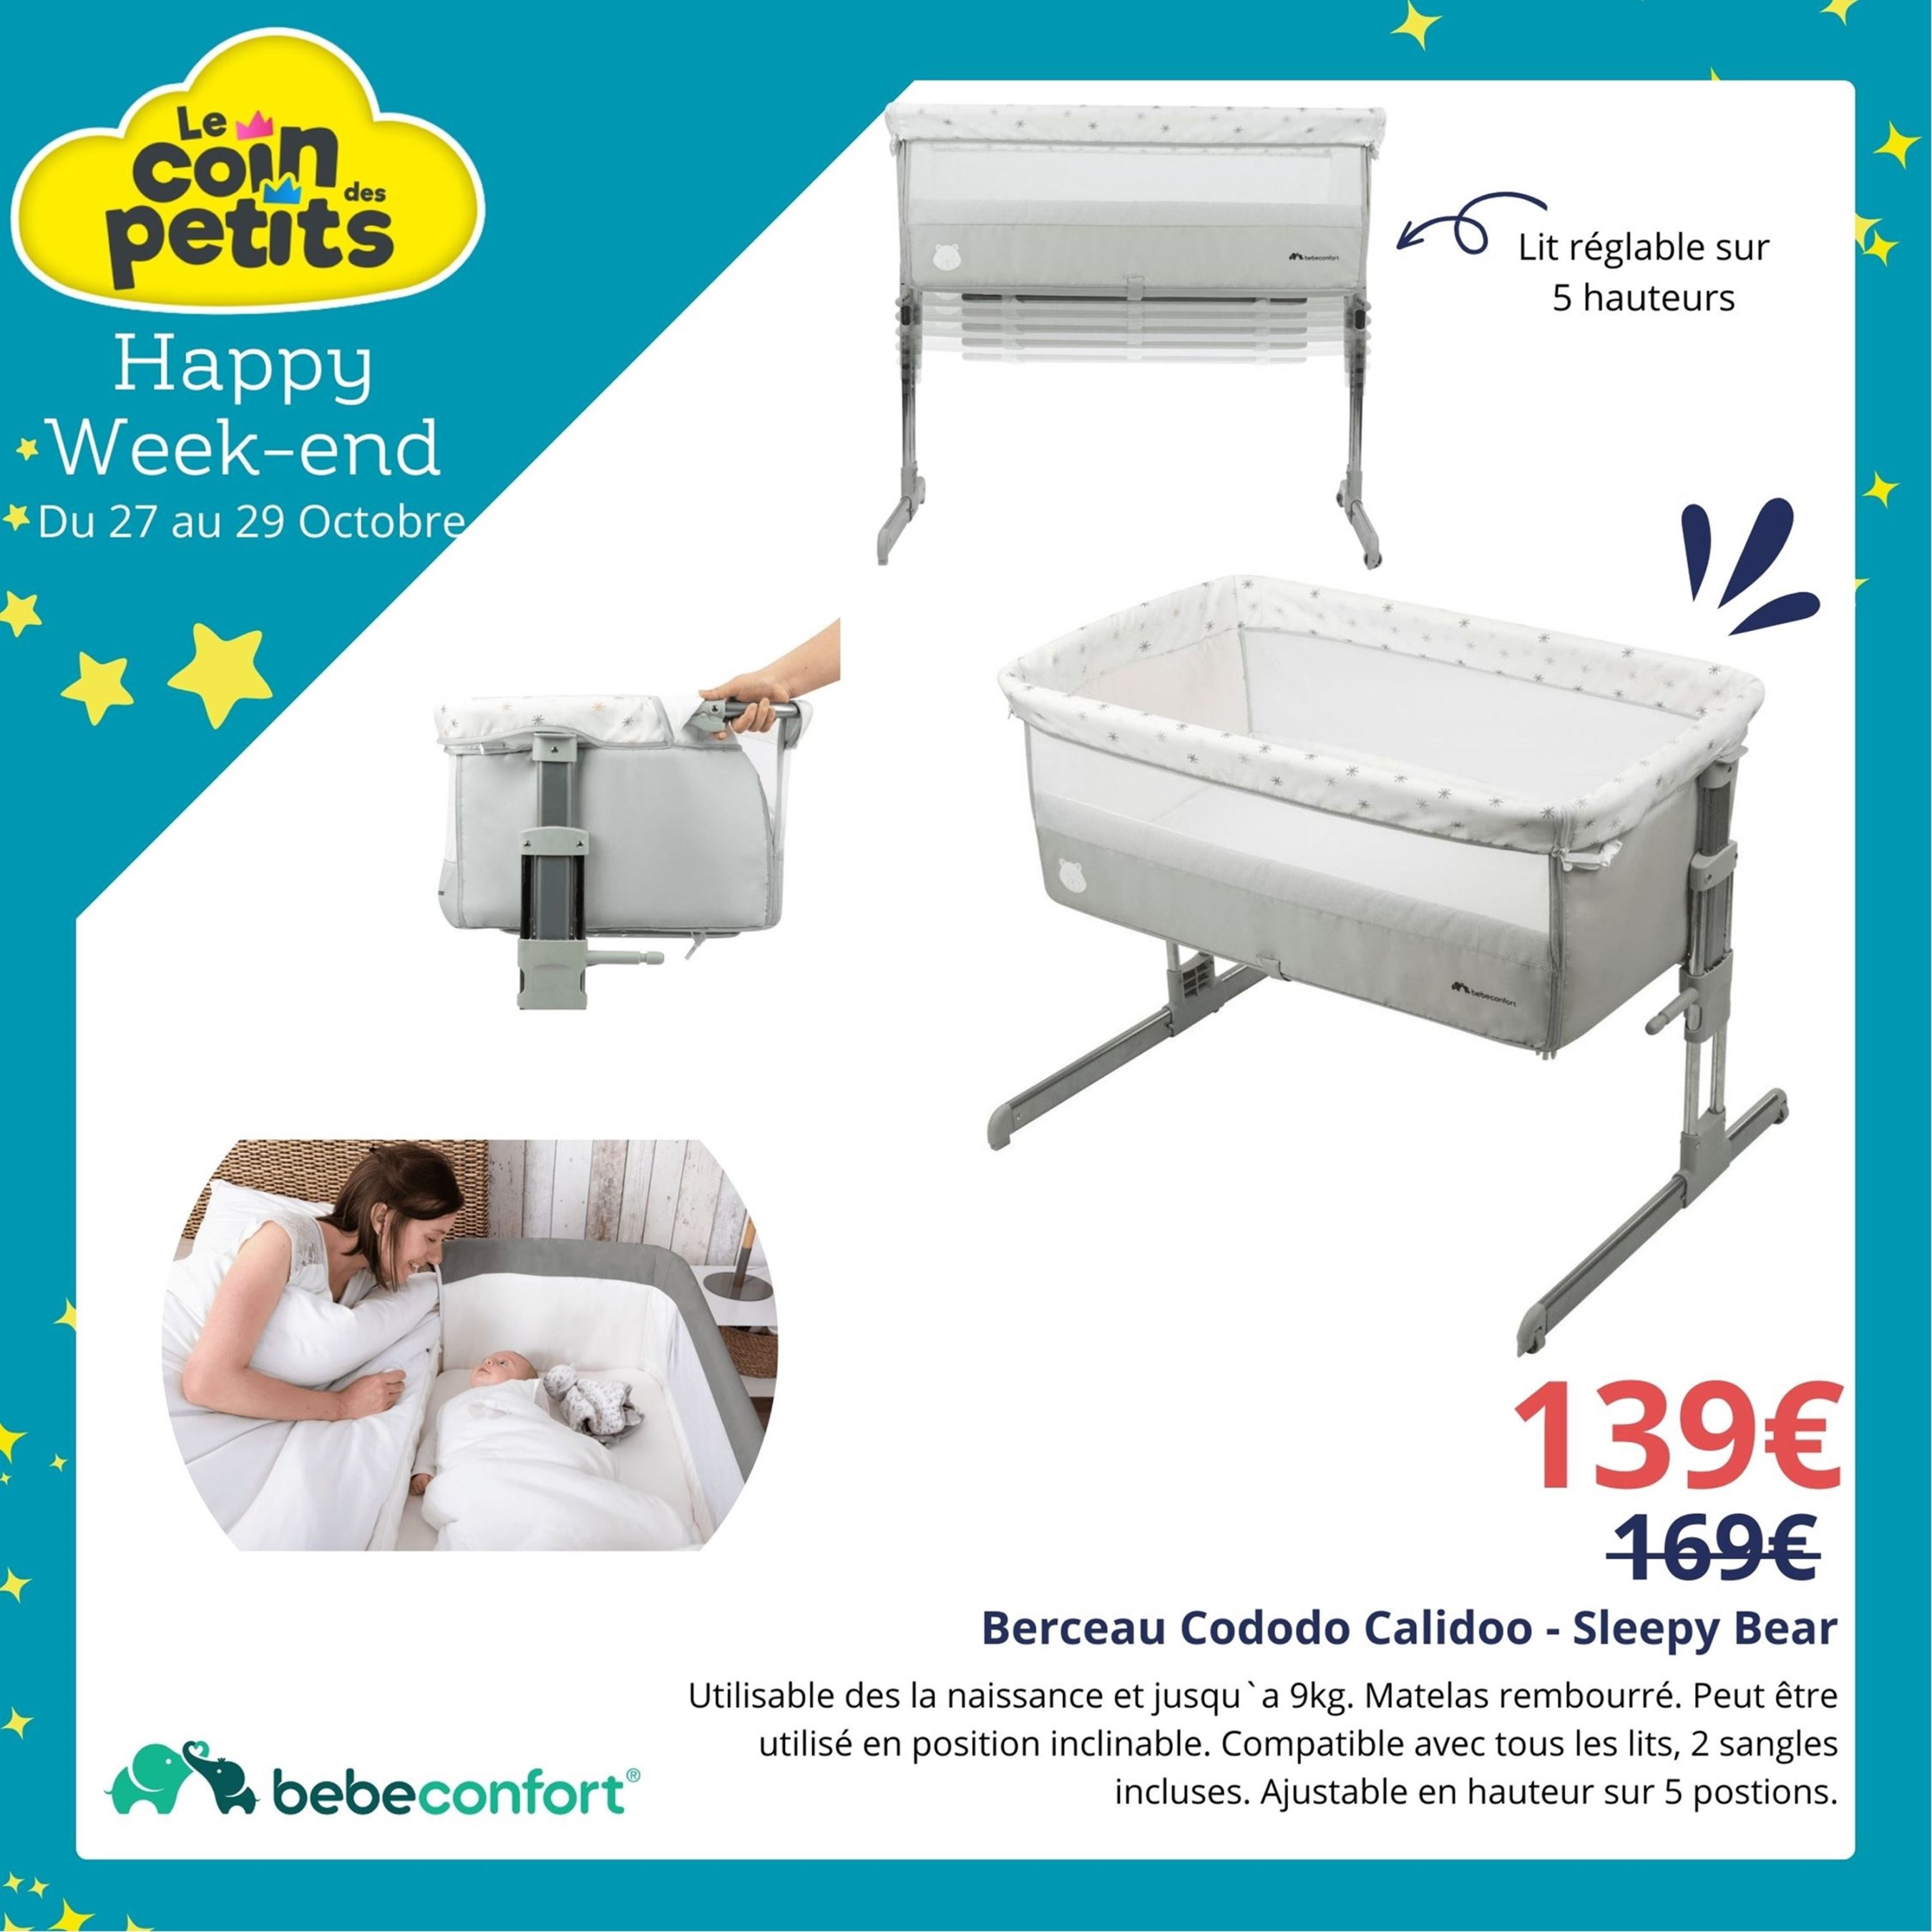 Le
coin
des
petits
Happy
Week-end
Du 27 au 29 Octobre
bebeconfort
Lit réglable sur
5 hauteurs
bebeconfort
139€
169€
Berceau Cododo Calidoo - Sleepy Bear
Utilisable des la naissance et jusqu`a 9kg. Matelas rembourré. Peut être
utilisé en position inclinable. Compatible avec tous les lits, 2 sangles
incluses. Ajustable en hauteur sur 5 postions.
bebeconfort®